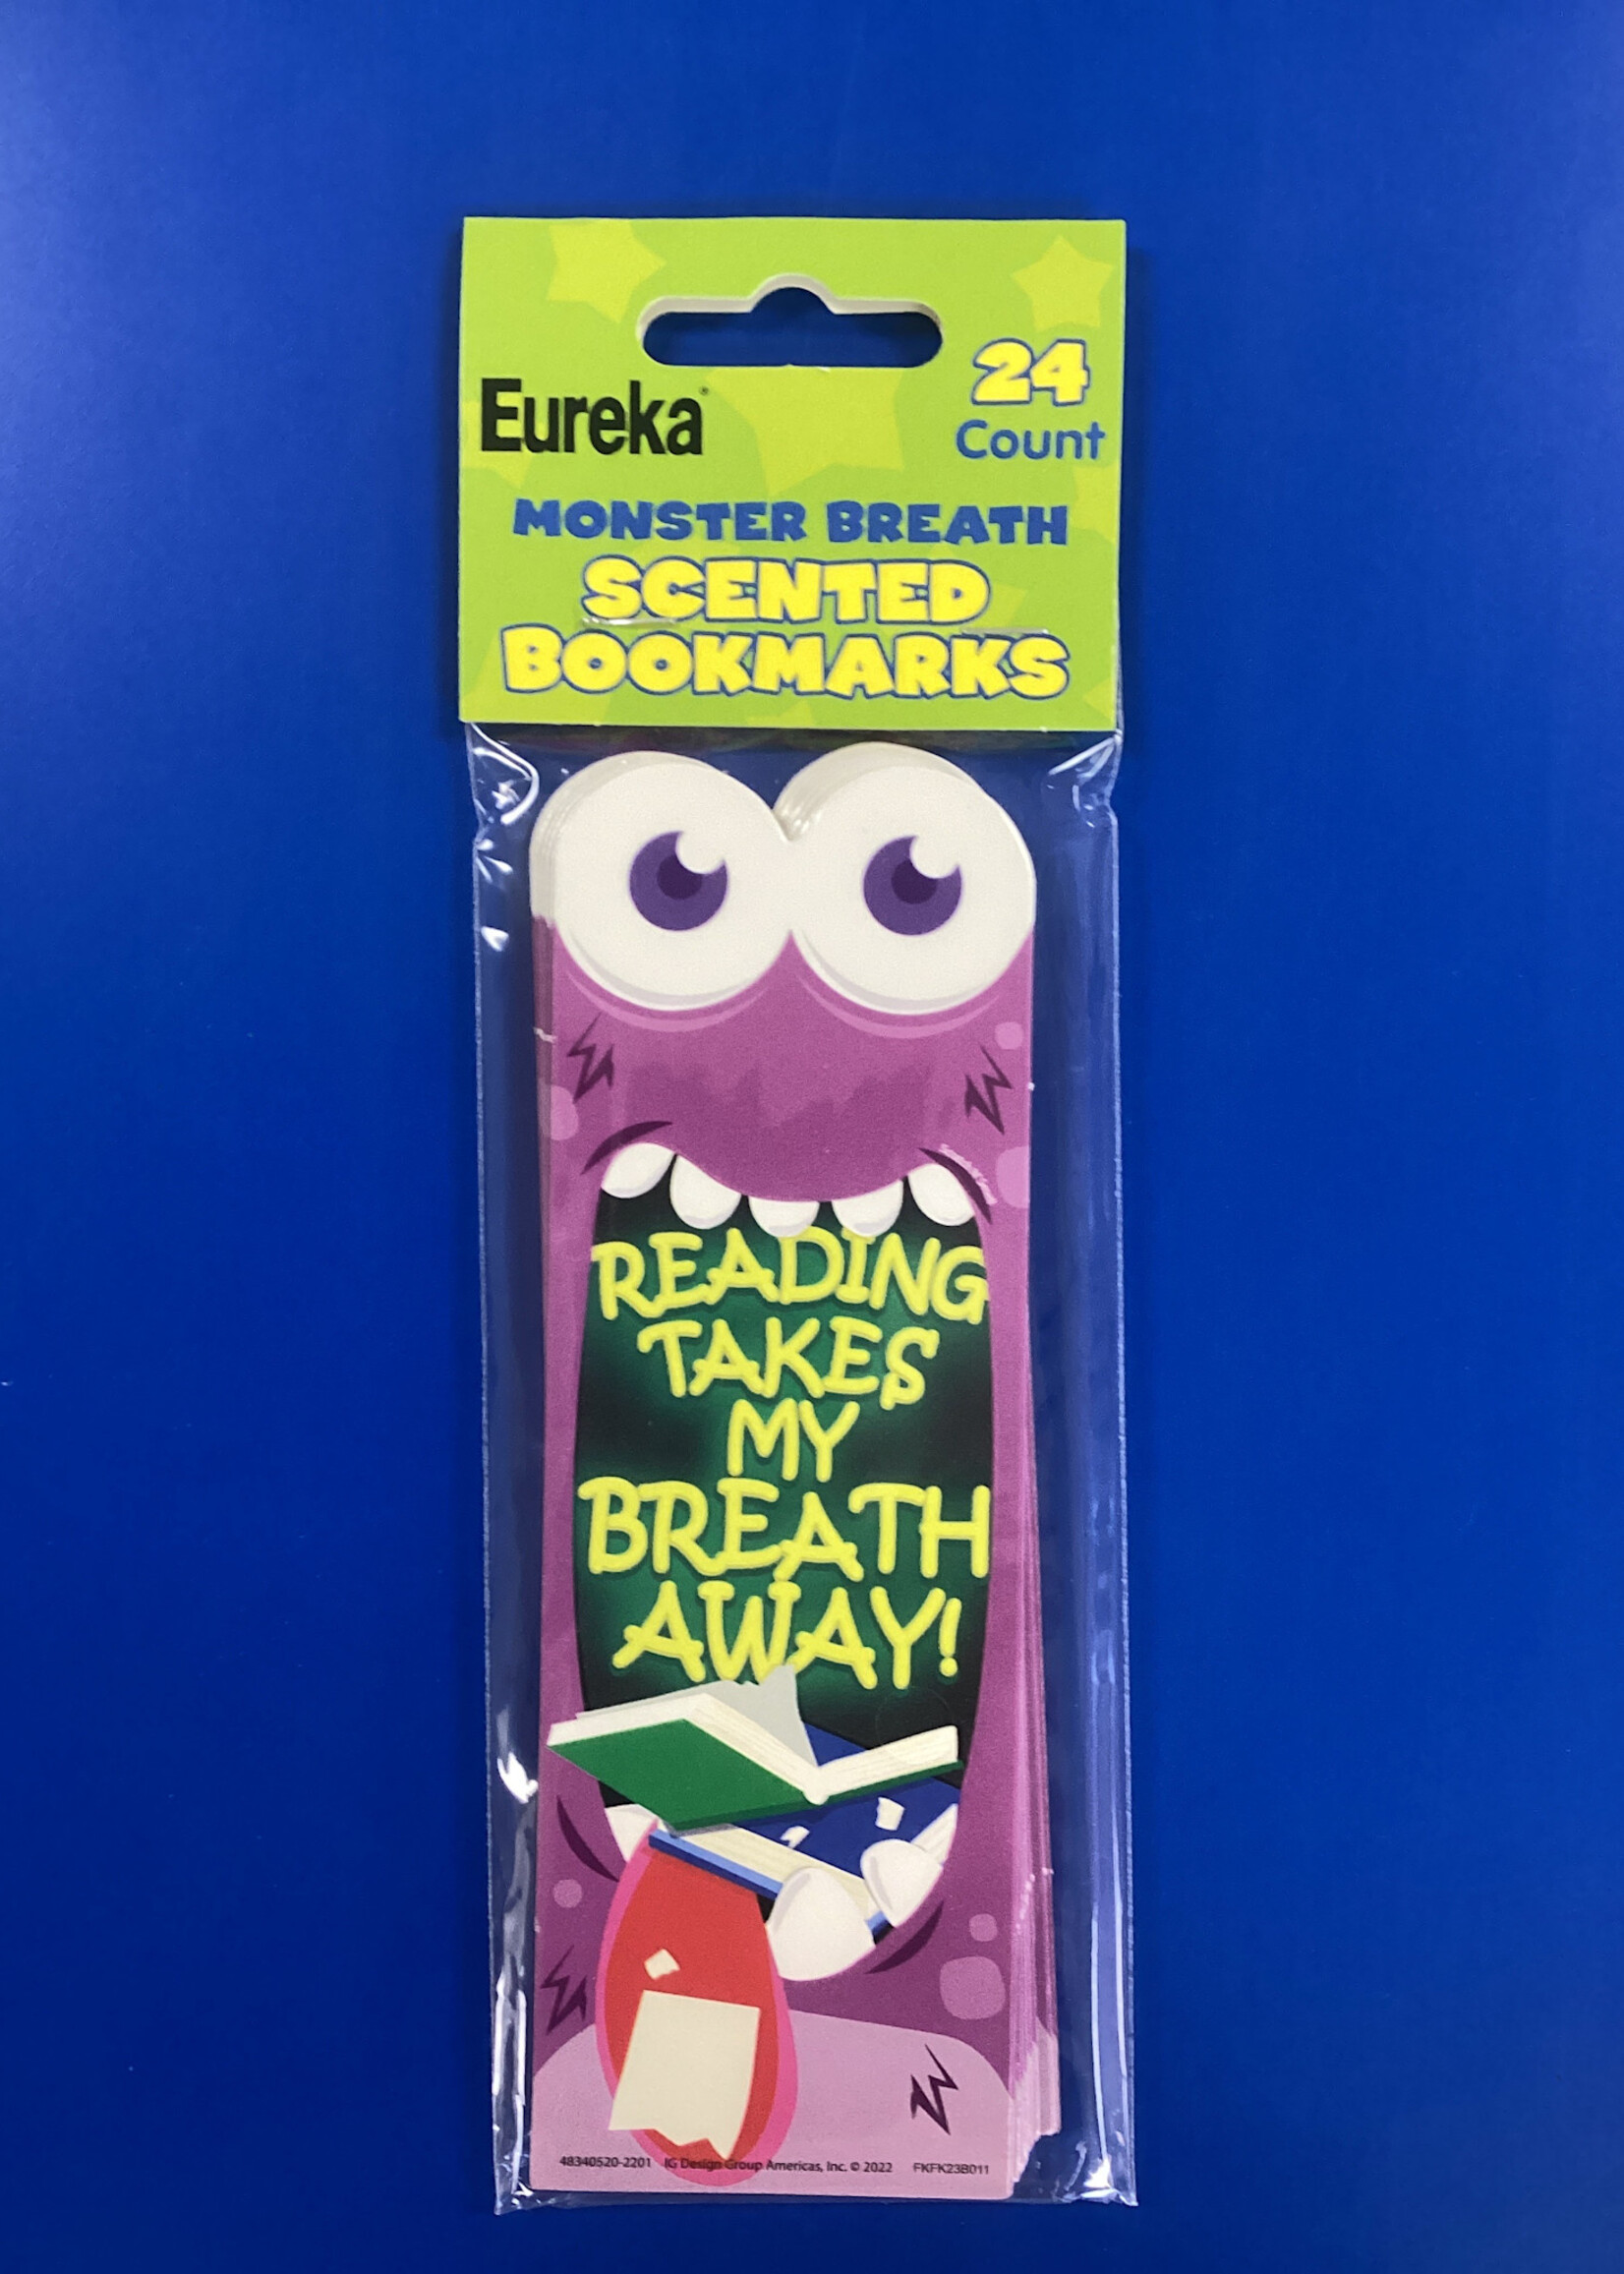 Eureka®
24
Count
MONSTER BREATH
SCENTED
BOOKMARKS
READING
TAKES
MY
BREATH
AWAY!
48340520-2201 IG Design Group Americas, Inc. © 2022 FKFK23B011